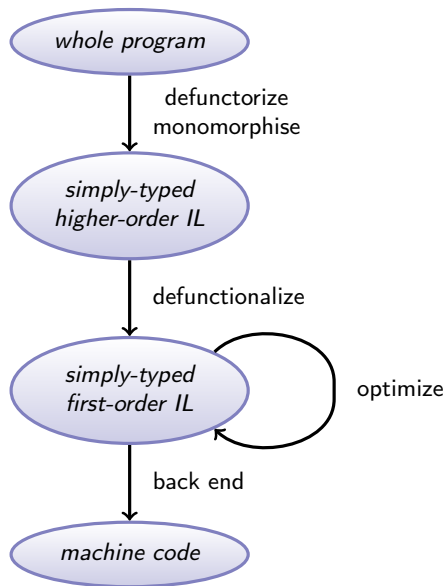 whole program
defunctorize
monomorphise
simply-typed
higher-order IL
defunctionalize
simply-typed
first-order IL
optimize
back end
machine code